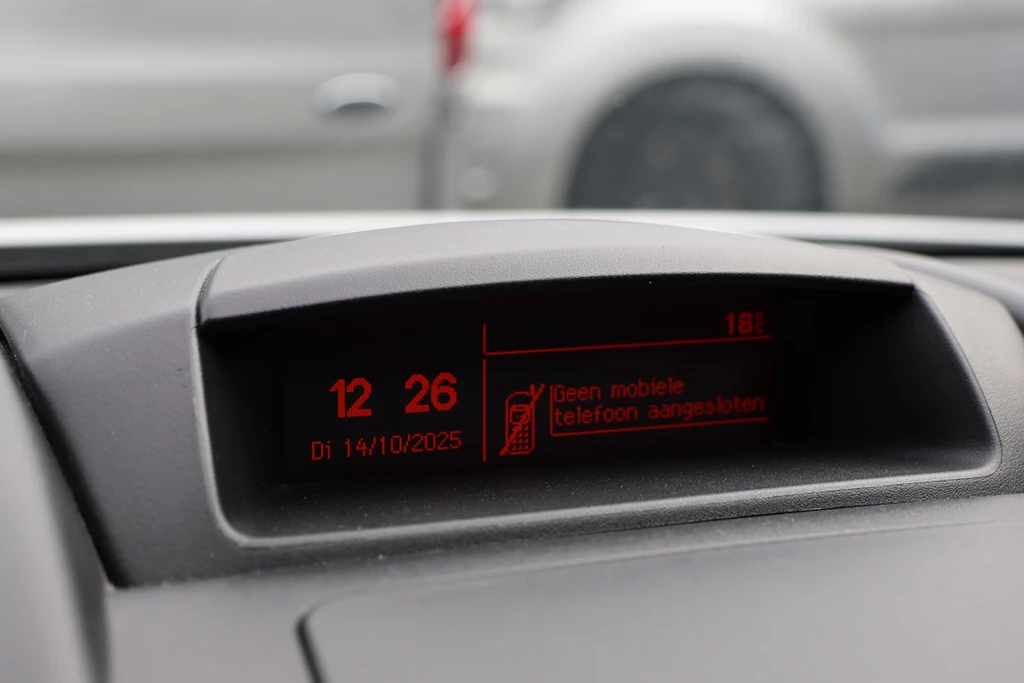 12 26
Di 14/10/2025
18°C
Geen mobiele
telefoon aangesloten